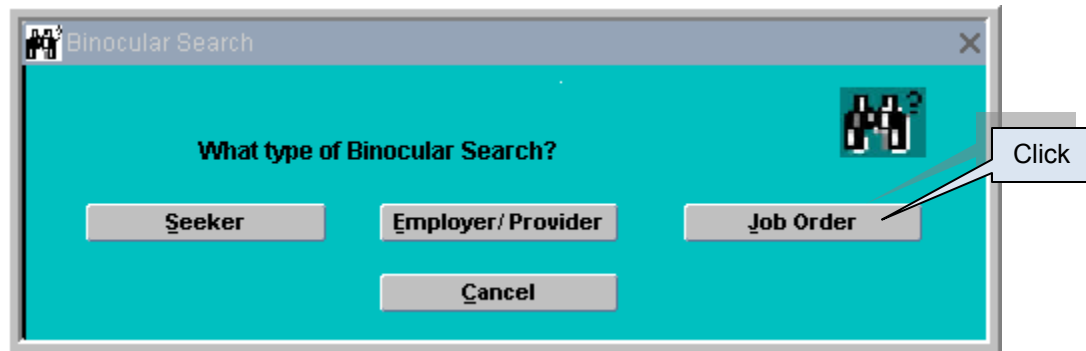 Binocular Search
What type of Binocular Search?
Click
Seeker
Employer/Provider
Job Order
Cancel